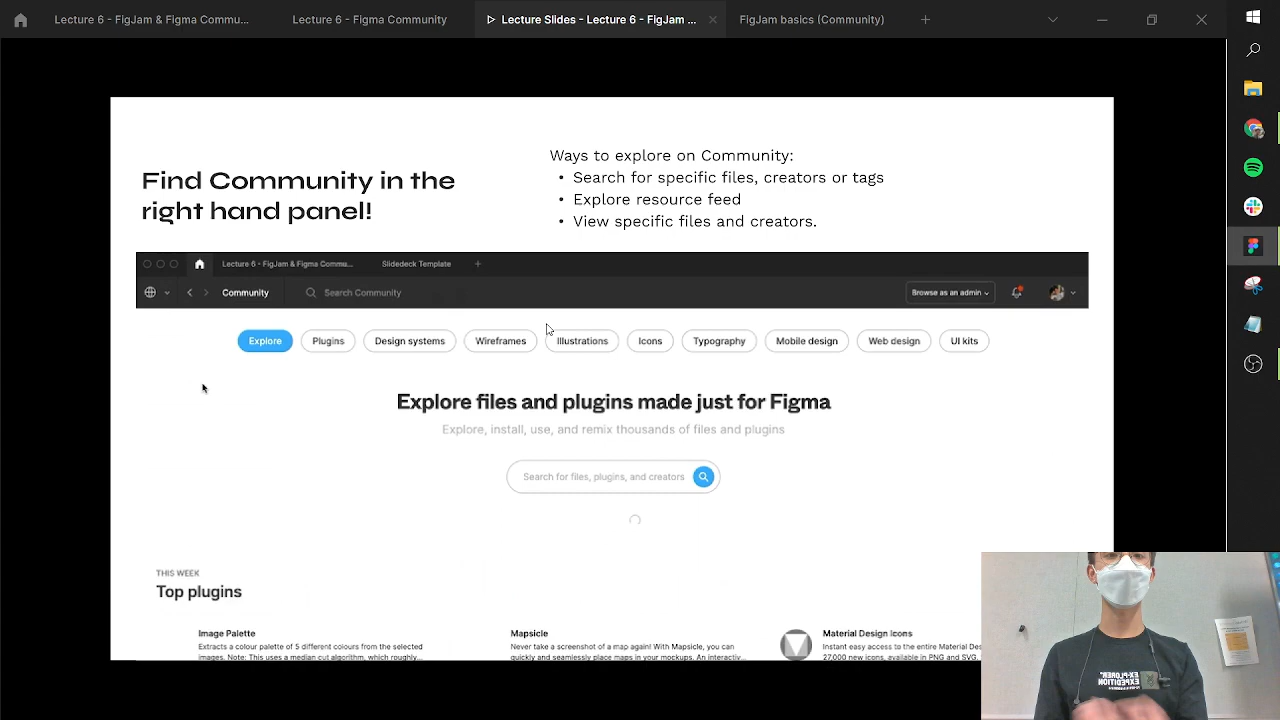 Lecture 6 - FigJam & Figma Commu...
Lecture 6 - Figma Community
Lecture Slides - Lecture 6 - FigJam ...
FigJam basics (Community)
Find Community in the
right hand panel!
Ways to explore on Community:
• Search for specific files, creators or tags
• Explore resource feed
• View specific files and creators.
Lecture 6 - FigJam & Figma Commu...
Slidedeck Template
Community
Search Community
Browse as an admin
Explore
Plugins
Design systems
Wireframes
Illustrations
Icons
Typography
Mobile design
Web design
UI kits
Explore files and plugins made just for Figma
Explore, install, use, and remix thousands of files and plugins
Search for files, plugins, and creators
THIS WEEK
Top plugins
Image Palette
Extracts a colour palette of 5 different colours from the selected
images. Note: This uses a median cut algorithm, which roughly...
Mapsicle
Never take a screenshot of a map again! With Mapsicle, you can
quickly and seamlessly place maps in your mockups. An interactiv...
Material Design Icons
Instant easy access to the entire Material De
27,000 new icons, available in PNG and SVG.
EXPLORER
EXPEDITION